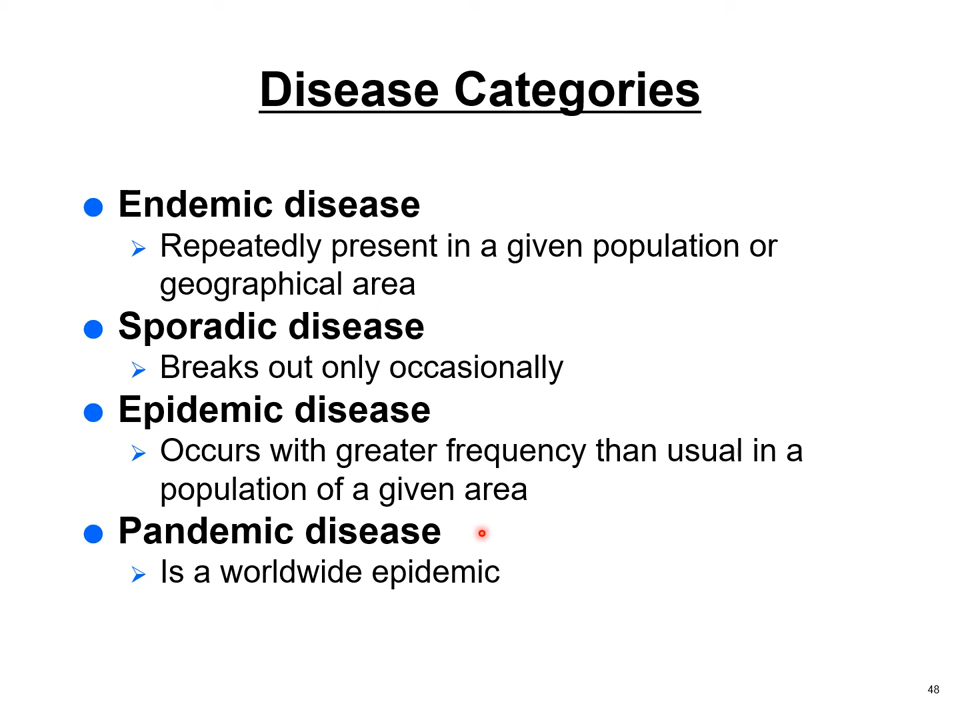 Disease Categories
Endemic disease
Repeatedly present in a given population or
geographical area
Sporadic disease
Breaks out only occasionally
Epidemic disease
Occurs with greater frequency than usual in a
population of a given area
Pandemic disease
Is a worldwide epidemic
48